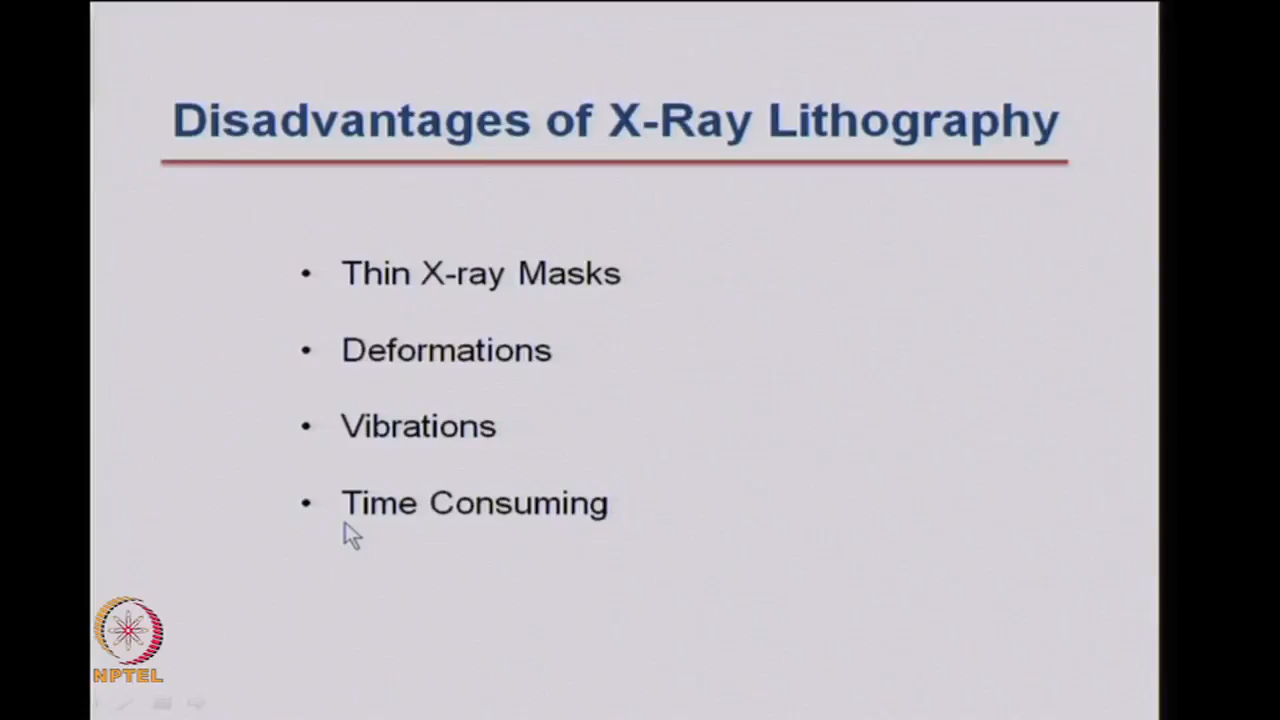 Disadvantages of X-Ray Lithography
• Thin X-ray Masks
• Deformations
• Vibrations
• Time Consuming
NPTEL